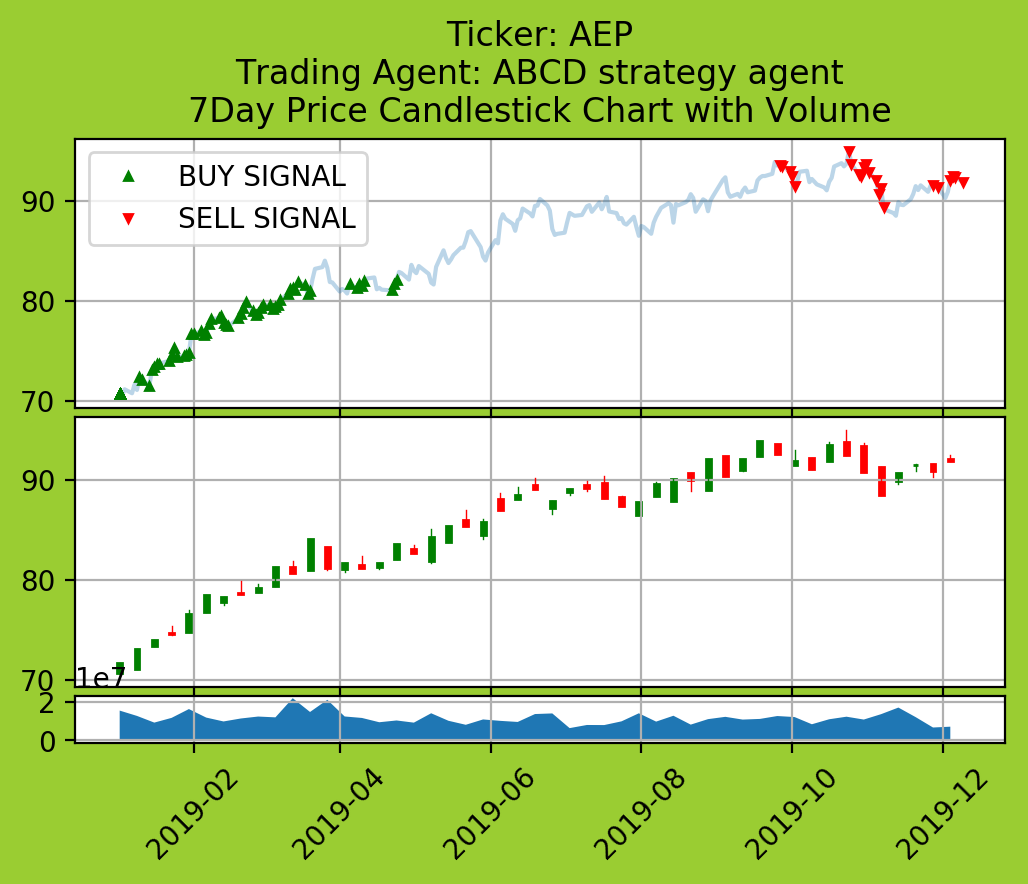 Ticker: AEP
Trading Agent: ABCD strategy agent
7Day Price Candlestick Chart with Volume
BUY SIGNAL
SELL SIGNAL
90
80
70
90
80
70
1e7
2
0
2019-02
2019-04
2019-06
2019-08
2019-10
2019-12